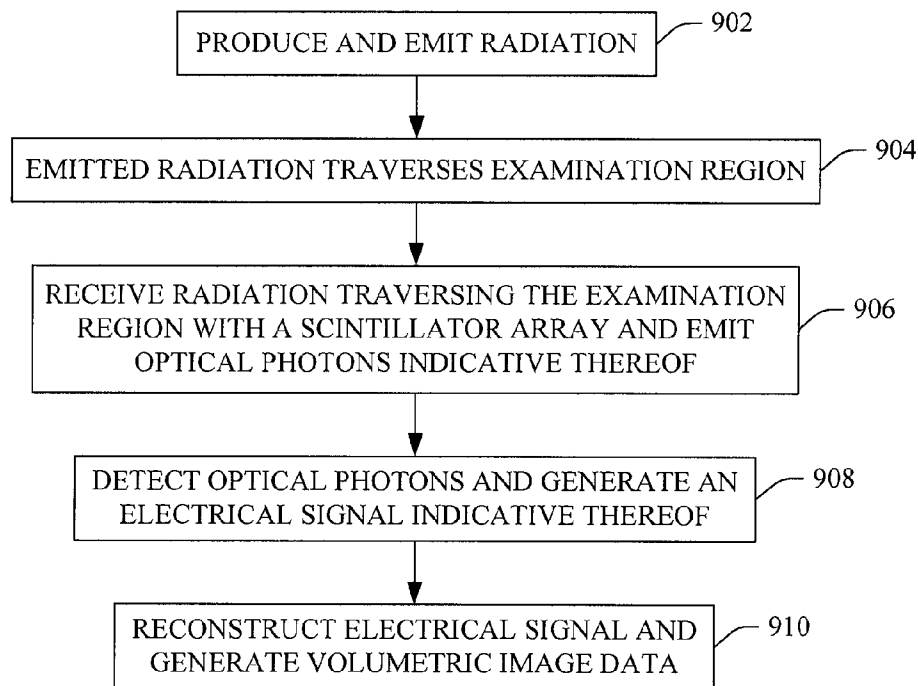 PRODUCE AND EMIT RADIATION
902
EMITTED RADIATION TRAVERSES EXAMINATION REGION
904
RECEIVE RADIATION TRAVERSING THE EXAMINATION
REGION WITH A SCINTILLATOR ARRAY AND EMIT
OPTICAL PHOTONS INDICATIVE THEREOF
906
DETECT OPTICAL PHOTONS AND GENERATE AN
ELECTRICAL SIGNAL INDICATIVE THEREOF
908
RECONSTRUCT ELECTRICAL SIGNAL AND
GENERATE VOLUMETRIC IMAGE DATA
910